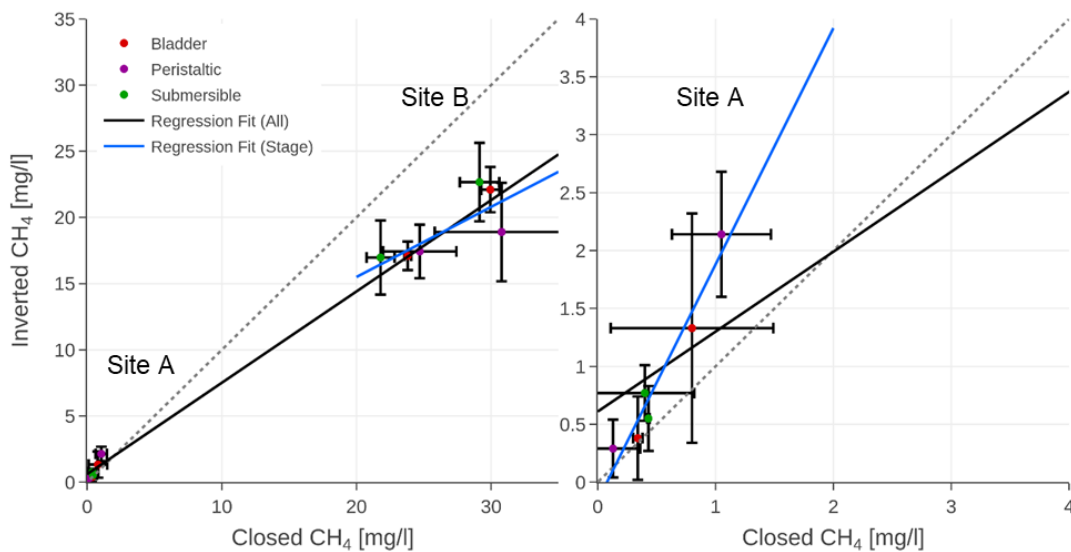 35
30
25
20
15
10
5
0
Inverted CH₄ [mg/l]
Bladder
Peristaltic
Submersible
Regression Fit (All)
Regression Fit (Stage)
Site B
Site A
0 10 20 30
Closed CH₄ [mg/l]
4
3.5
3
2.5
2
1.5
1
0.5
0
Site A
0 1 2 3 4
Closed CH₄ [mg/l]